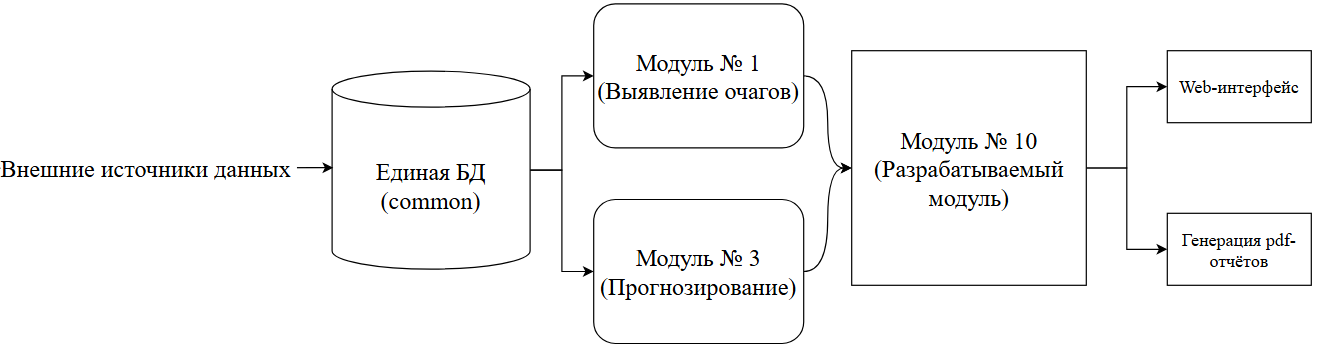 Внешние источники данных
Единая БД
(common)
Модуль № 1
(Выявление очагов)
Модуль № 3
(Прогнозирование)
Модуль № 10
(Разрабатываемый
модуль)
Web-интерфейс
Генерация pdf-
отчётов